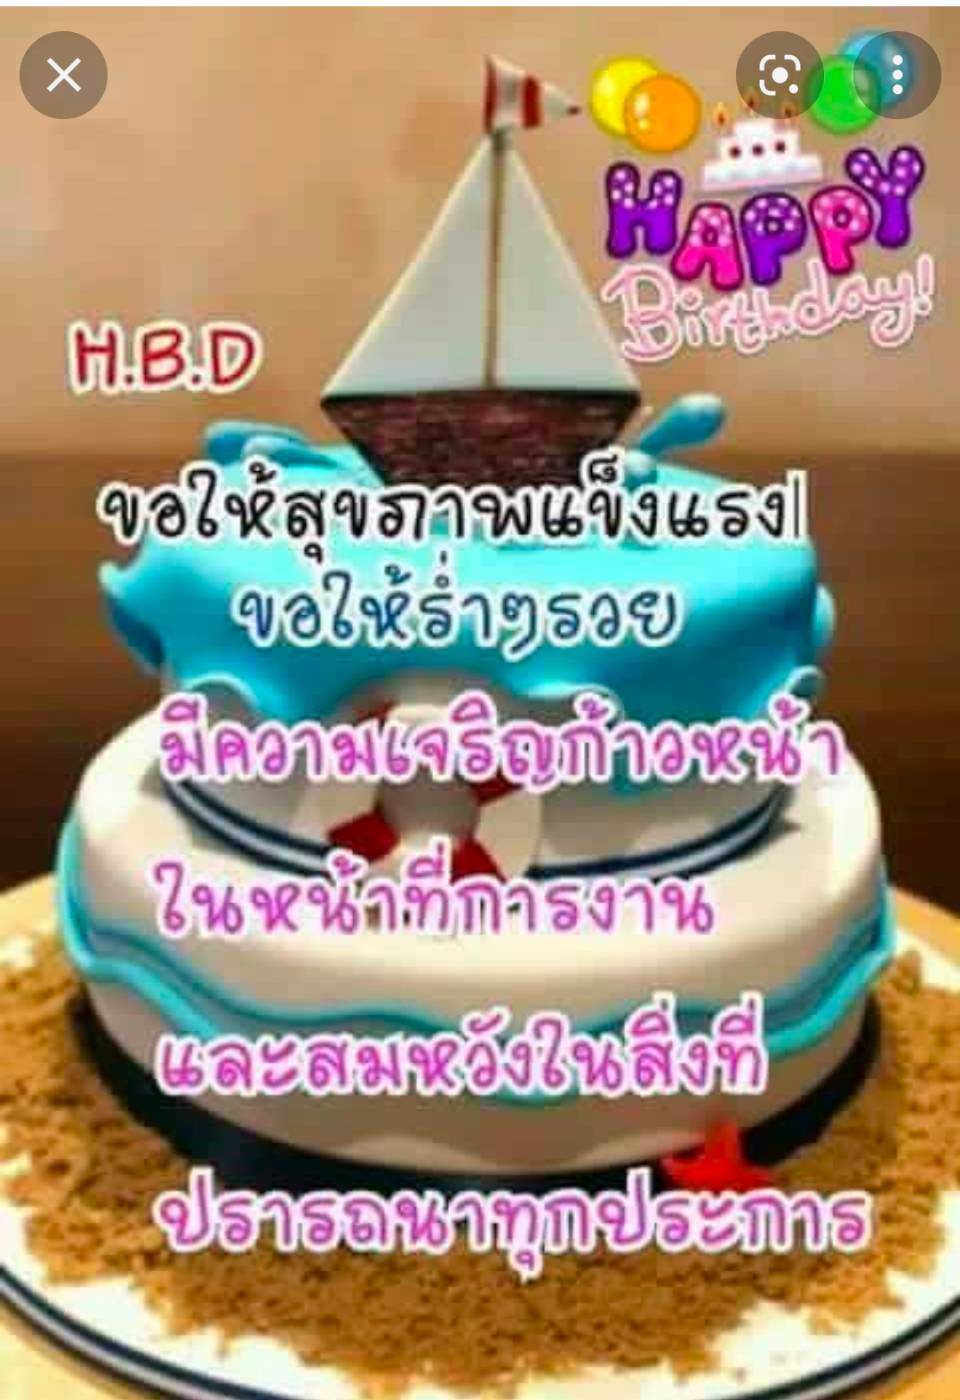 HAPPY
Birthday!
H.B.D
ขอให้สุขภาพแข็งแรง|
ขอให้ร่ำๆรวย
มีความเจริญก้าวหน้า
ในหน้าที่การงาน
และสมหวังในสิ่งที่
ปรารถนาทุกประการ